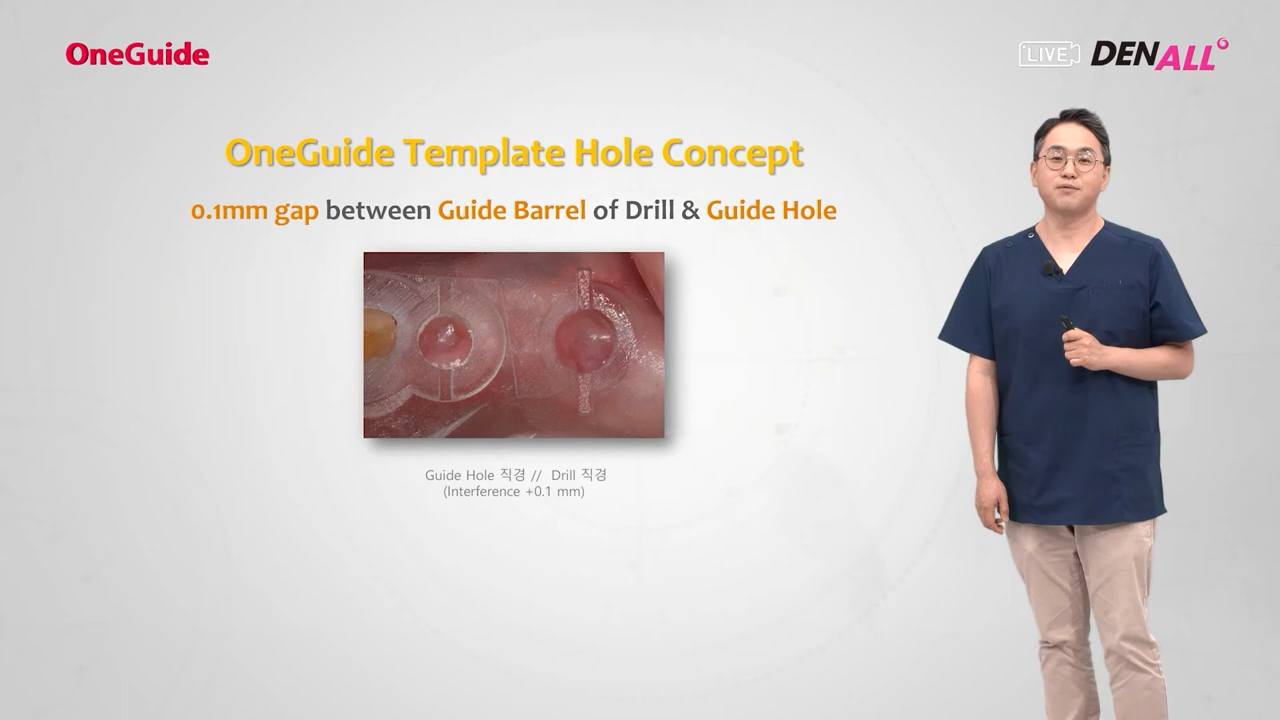 OneGuide
LIVE DENALL
OneGuide Template Hole Concept
0.1mm gap between Guide Barrel of Drill & Guide Hole
Guide Hole 직경 // Drill 직경
(Interference +0.1 mm)